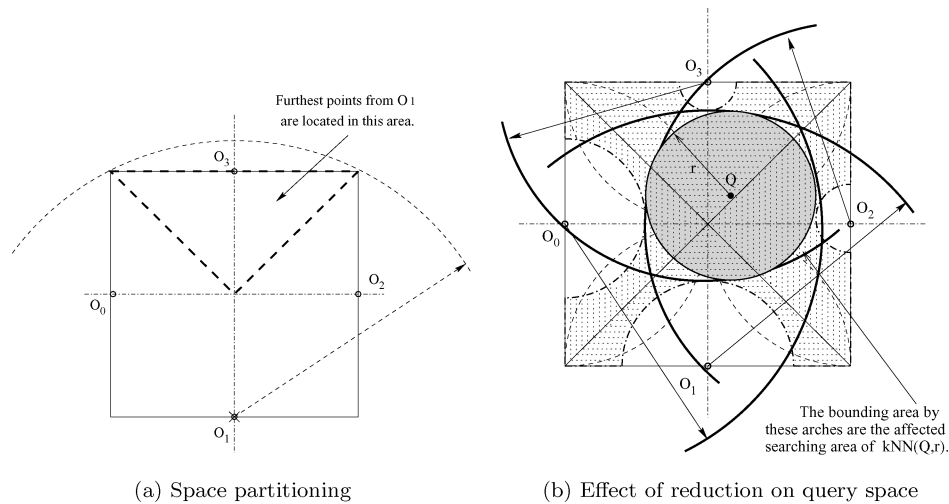 Furthest points from O1
are located in this area.
O3
O0
O2
O1
O3
r
Q
O0
O2
O1
The bounding area by
these arches are the affected
searching area of kNN(Q,r).
(a) Space partitioning
(b) Effect of reduction on query space